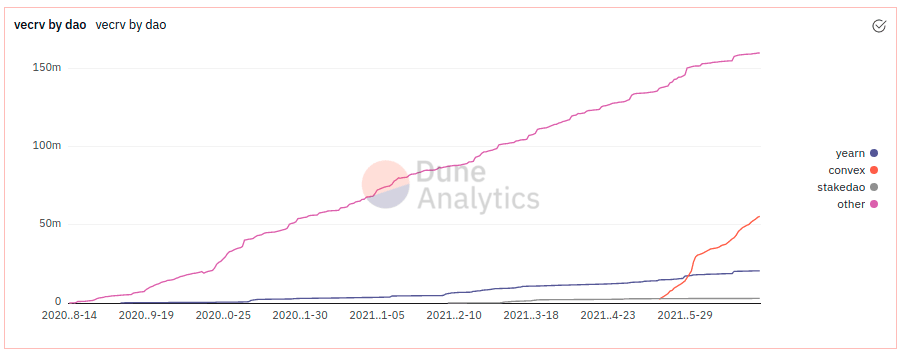 vecrv by dao vecrv by dao
150m
100m
50m
0
Dune
Analytics
yearn
convex
stakedao
other
2020..8-14
2020..9-19
2020.0-25
2020.1-30
2021.1-05
2021..2-10
2021.3-18
2021..4-23
2021..5-29